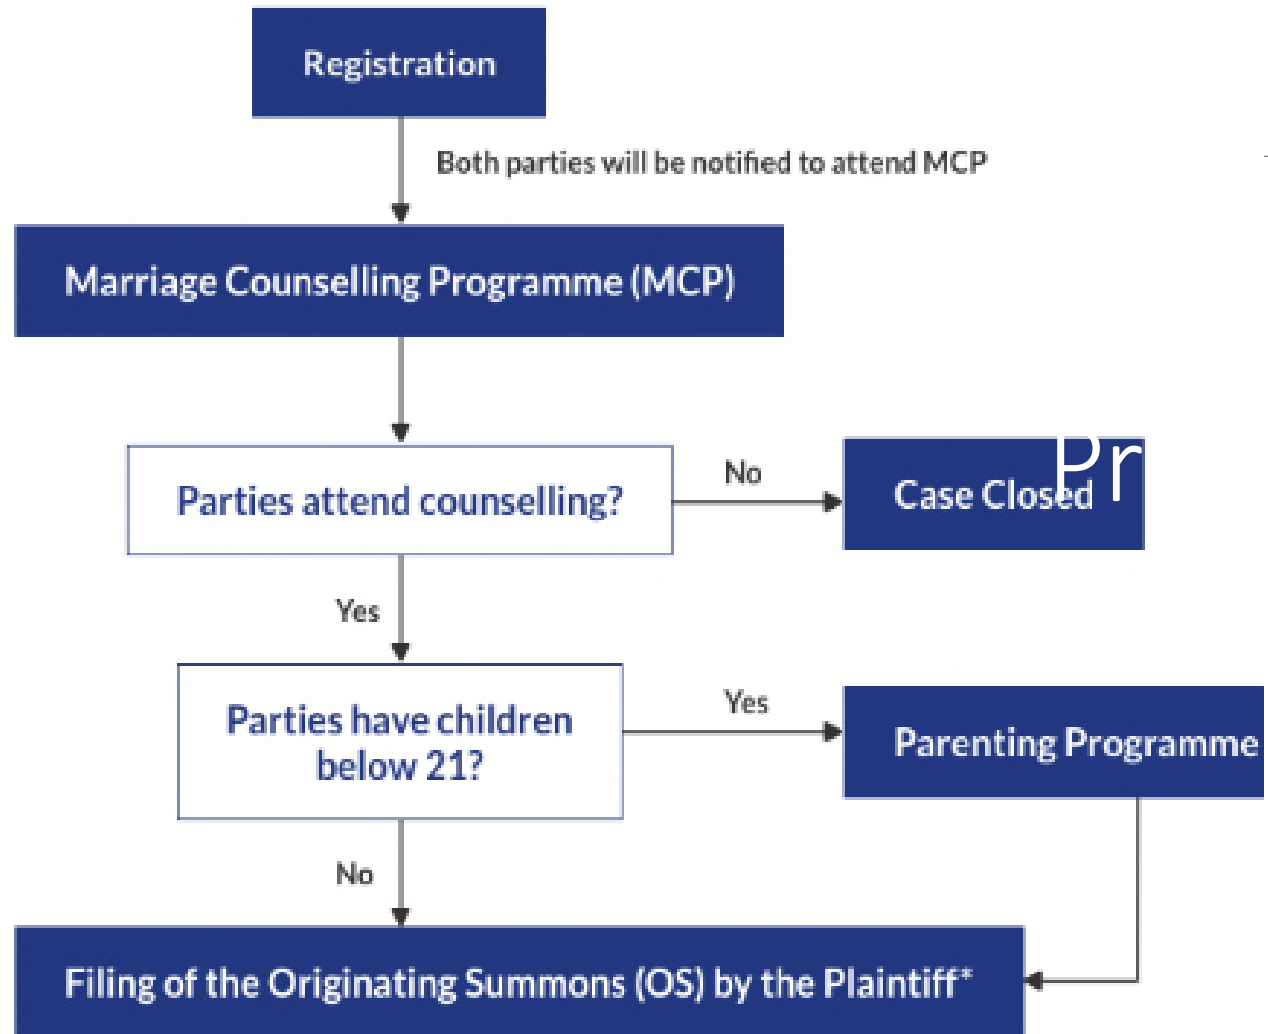 Registration
Both parties will be notified to attend MCP
Marriage Counselling Programme (MCP)
Parties attend counselling?
No
Case Closed
Pr
Yes
Parties have children
below 21?
Yes
Parenting Programme
No
Filing of the Originating Summons (OS) by the Plaintiff*